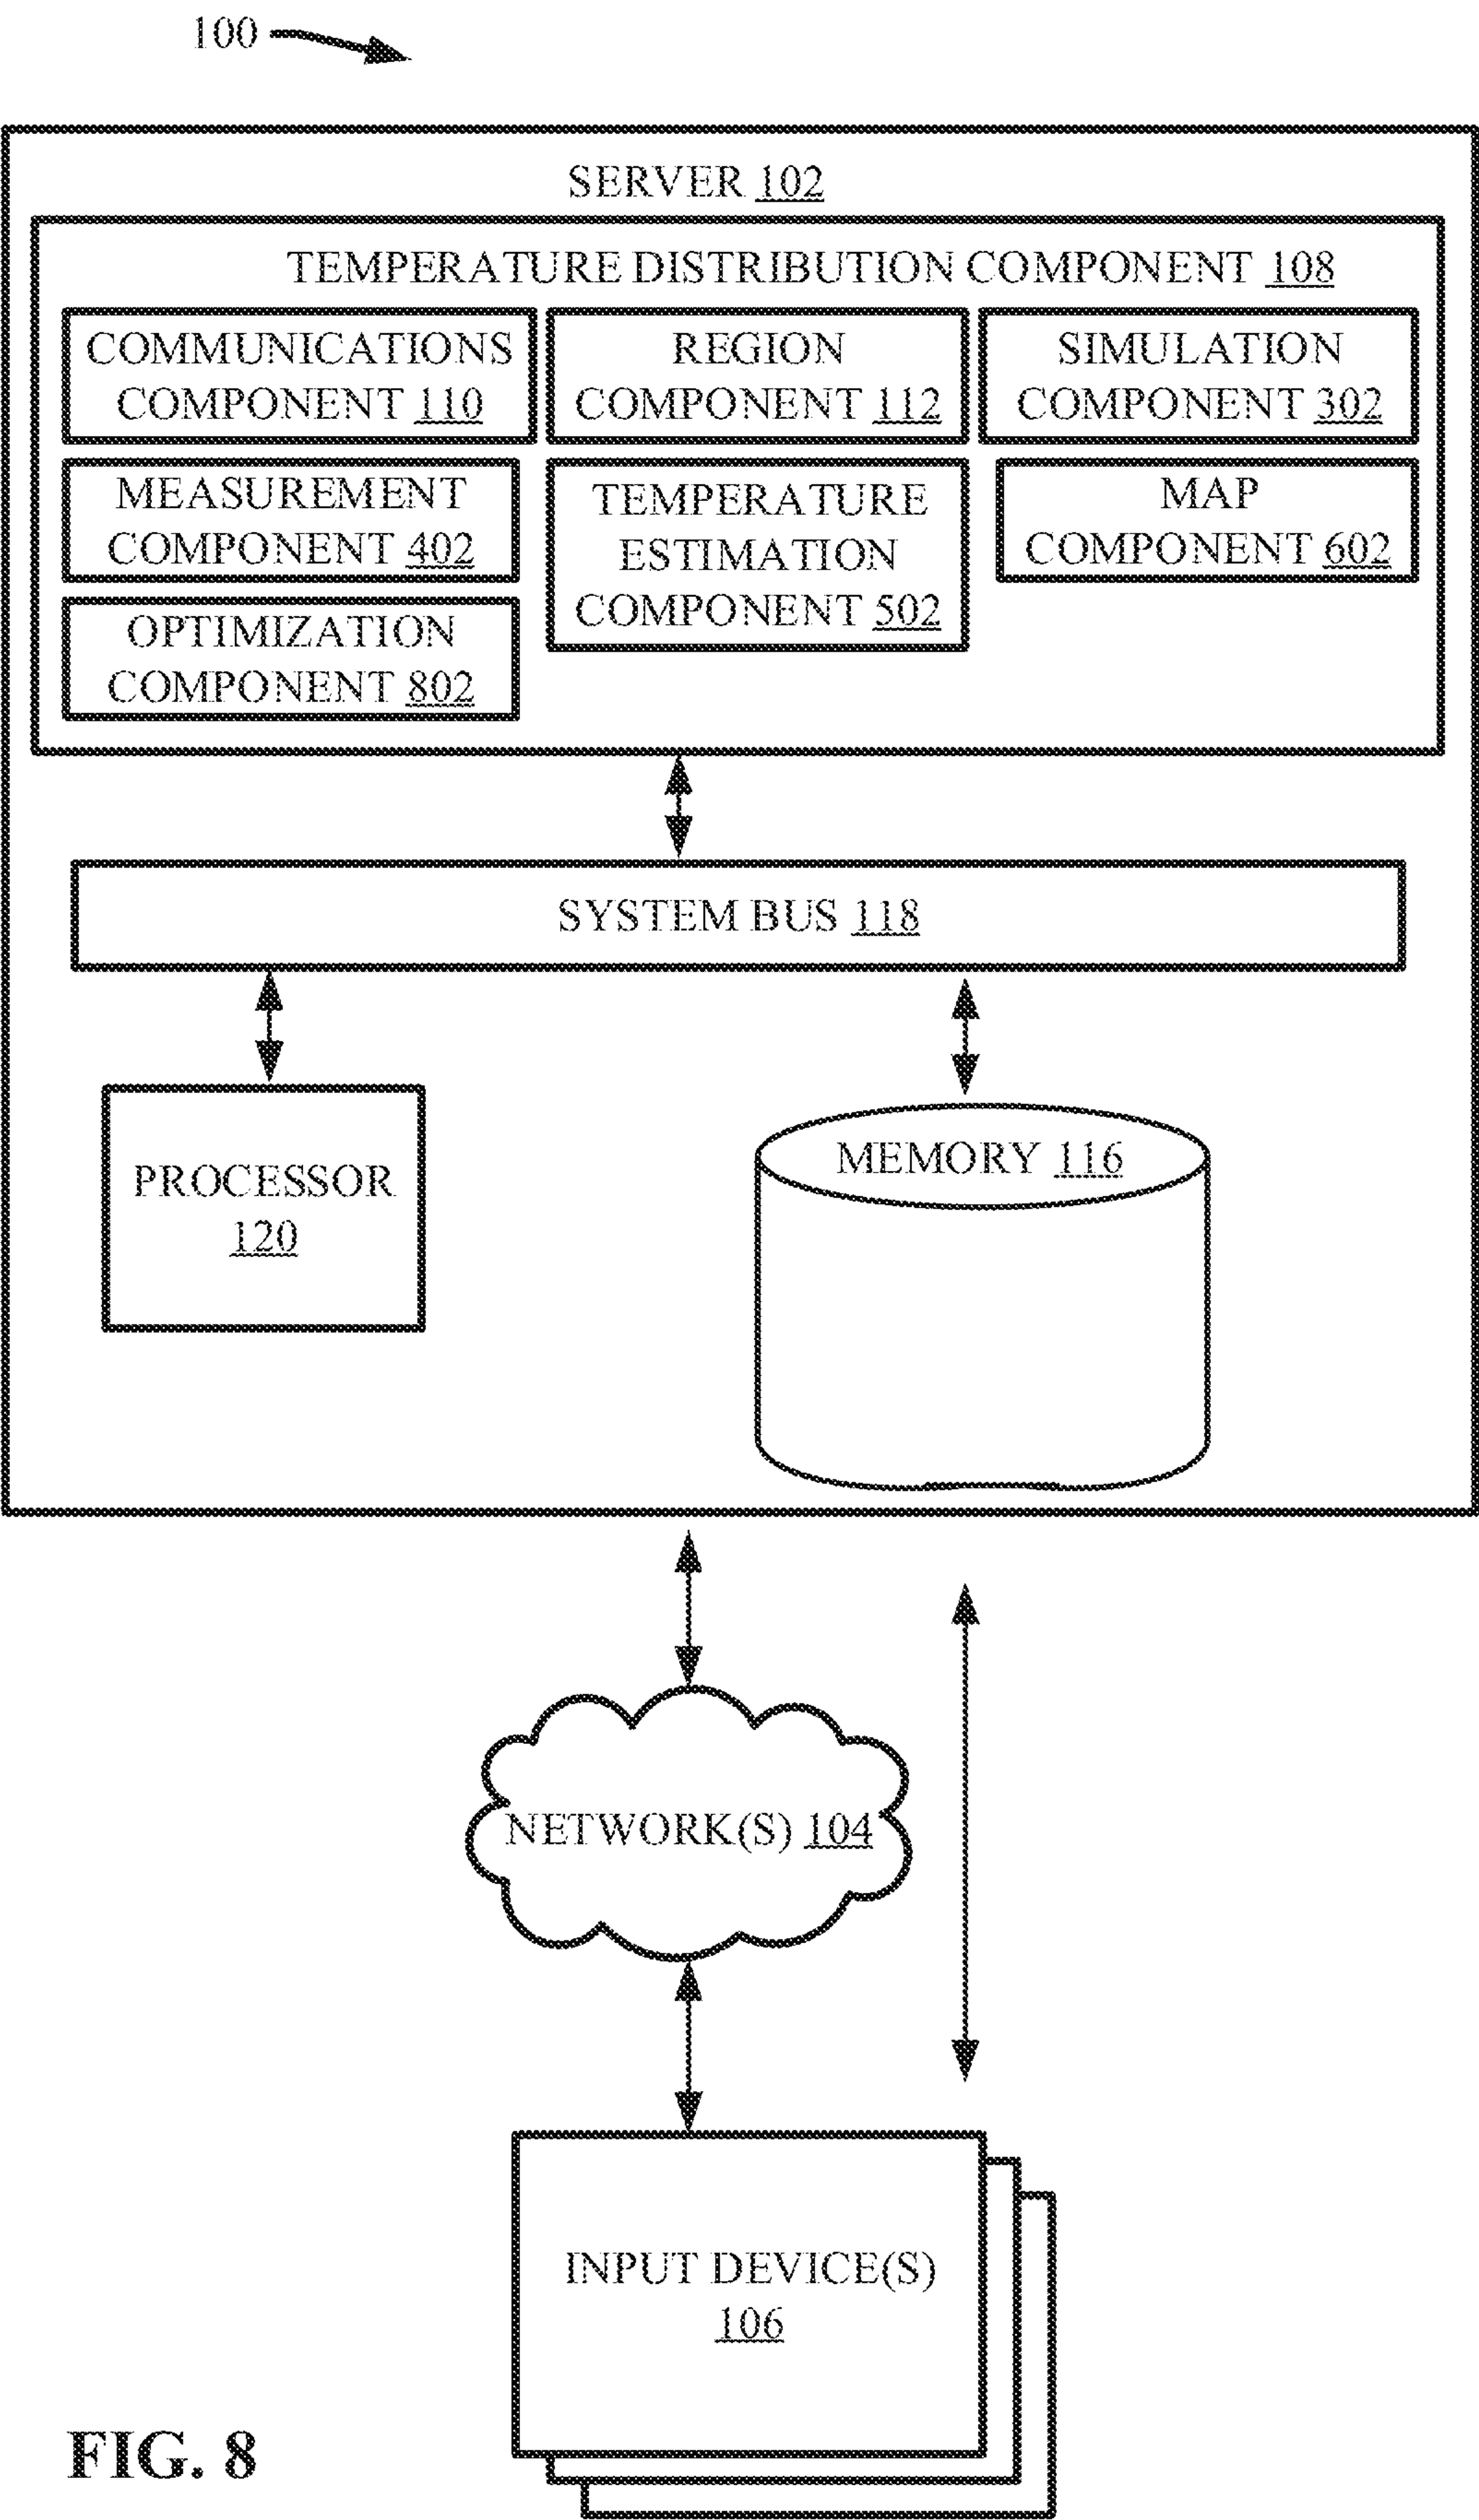 100
SERVER 102
TEMPERATURE DISTRIBUTION COMPONENT 108
COMMUNICATIONS
COMPONENT 110
REGION
COMPONENT 112
SIMULATION
COMPONENT 302
MEASUREMENT
COMPONENT 402
TEMPERATURE
ESTIMATION
COMPONENT 502
MAP
COMPONENT 602
OPTIMIZATION
COMPONENT 802
SYSTEM BUS 118
PROCESSOR
120
MEMORY 116
NETWORK(S) 104
INPUT DEVICE(S)
106
FIG. 8